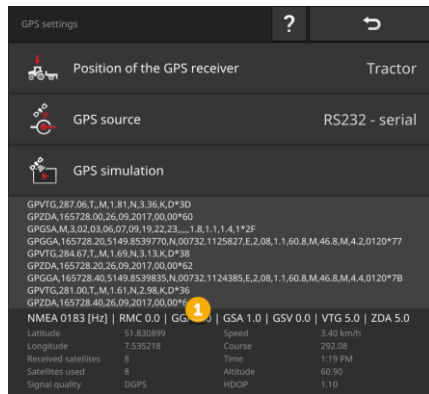 GPS settings ?
Position of the GPS receiver Tractor
GPS source RS232 - serial
GPS simulation
GPVTG,287.06,T,,M,1.81,N,3.36,K,D*3D
GPZDA,165728.00,26,09,2017,00,00*60
GPGSA,M,3,02,03,06,07,09,19,22,23,,,,,1.8,1.1,1.4,1*2F
GPGGA,165728.20,5149.8539770,N,00732.1125827,E,2,08,1.1,60.8,M,46.8,M,4.2,0120*77
GPVTG,284.67,T,,M,1.69,N,3.13,K,D*38
GPZDA,165728.20,26,09,2017,00,00*62
GPGGA,165728.40,5149.8539835,N,00732.1124385,E,2,08,1.1,60.8,M,46.8,M,4.4,0120*7B
GPVTG,281.00,T,,M,1.61,N,2.98,K,D*36
GPZDA,165728.40,26,09,2017,00,00*6
1
NMEA 0183 [Hz] | RMC 0.0 | | GSA 1.0 | GSV 0.0 | VTG 5.0 | ZDA 5.0
Latitude 51.830899 Speed 3.40 km/h
Longitude 7.535218 Course 292.08
Received satellites 8 Time 1:19 PM
Satellites used 8 Altitude 60.90
Signal quality DGPS HDOP 1.10